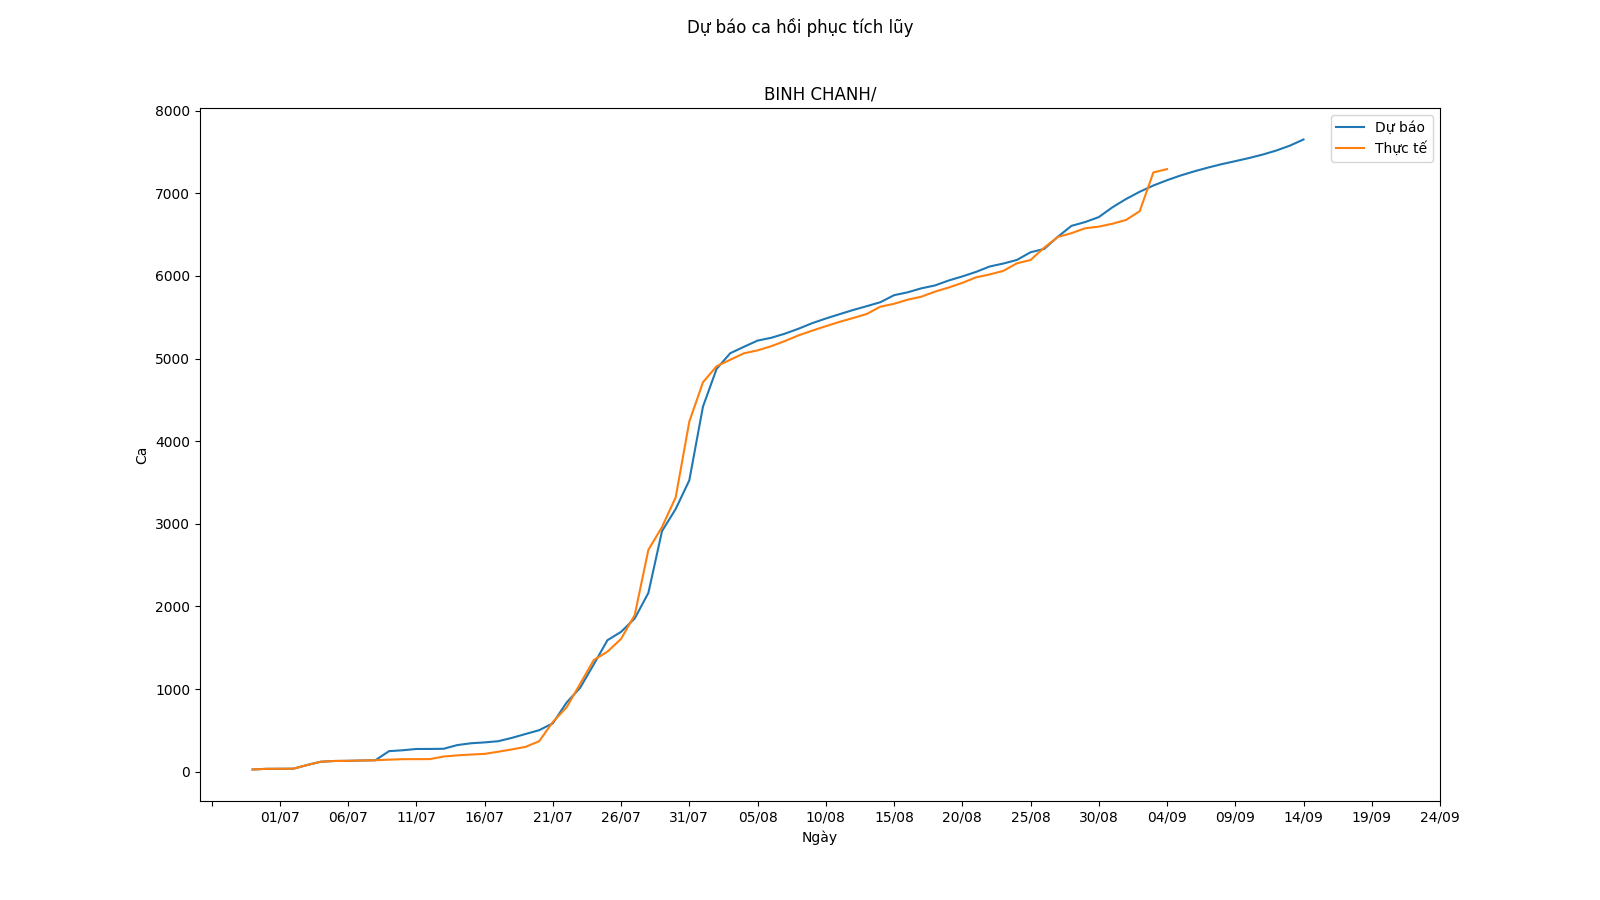 Dự báo ca hồi phục tích lũy
BINH CHANH/
Dự báo
Thực tế
8000
7000
6000
5000
4000
3000
2000
1000
0
Ca
01/07 06/07 11/07 16/07 21/07 26/07 31/07 05/08 10/08 15/08 20/08 25/08 30/08 04/09 09/09 14/09 19/09 24/09
Ngày